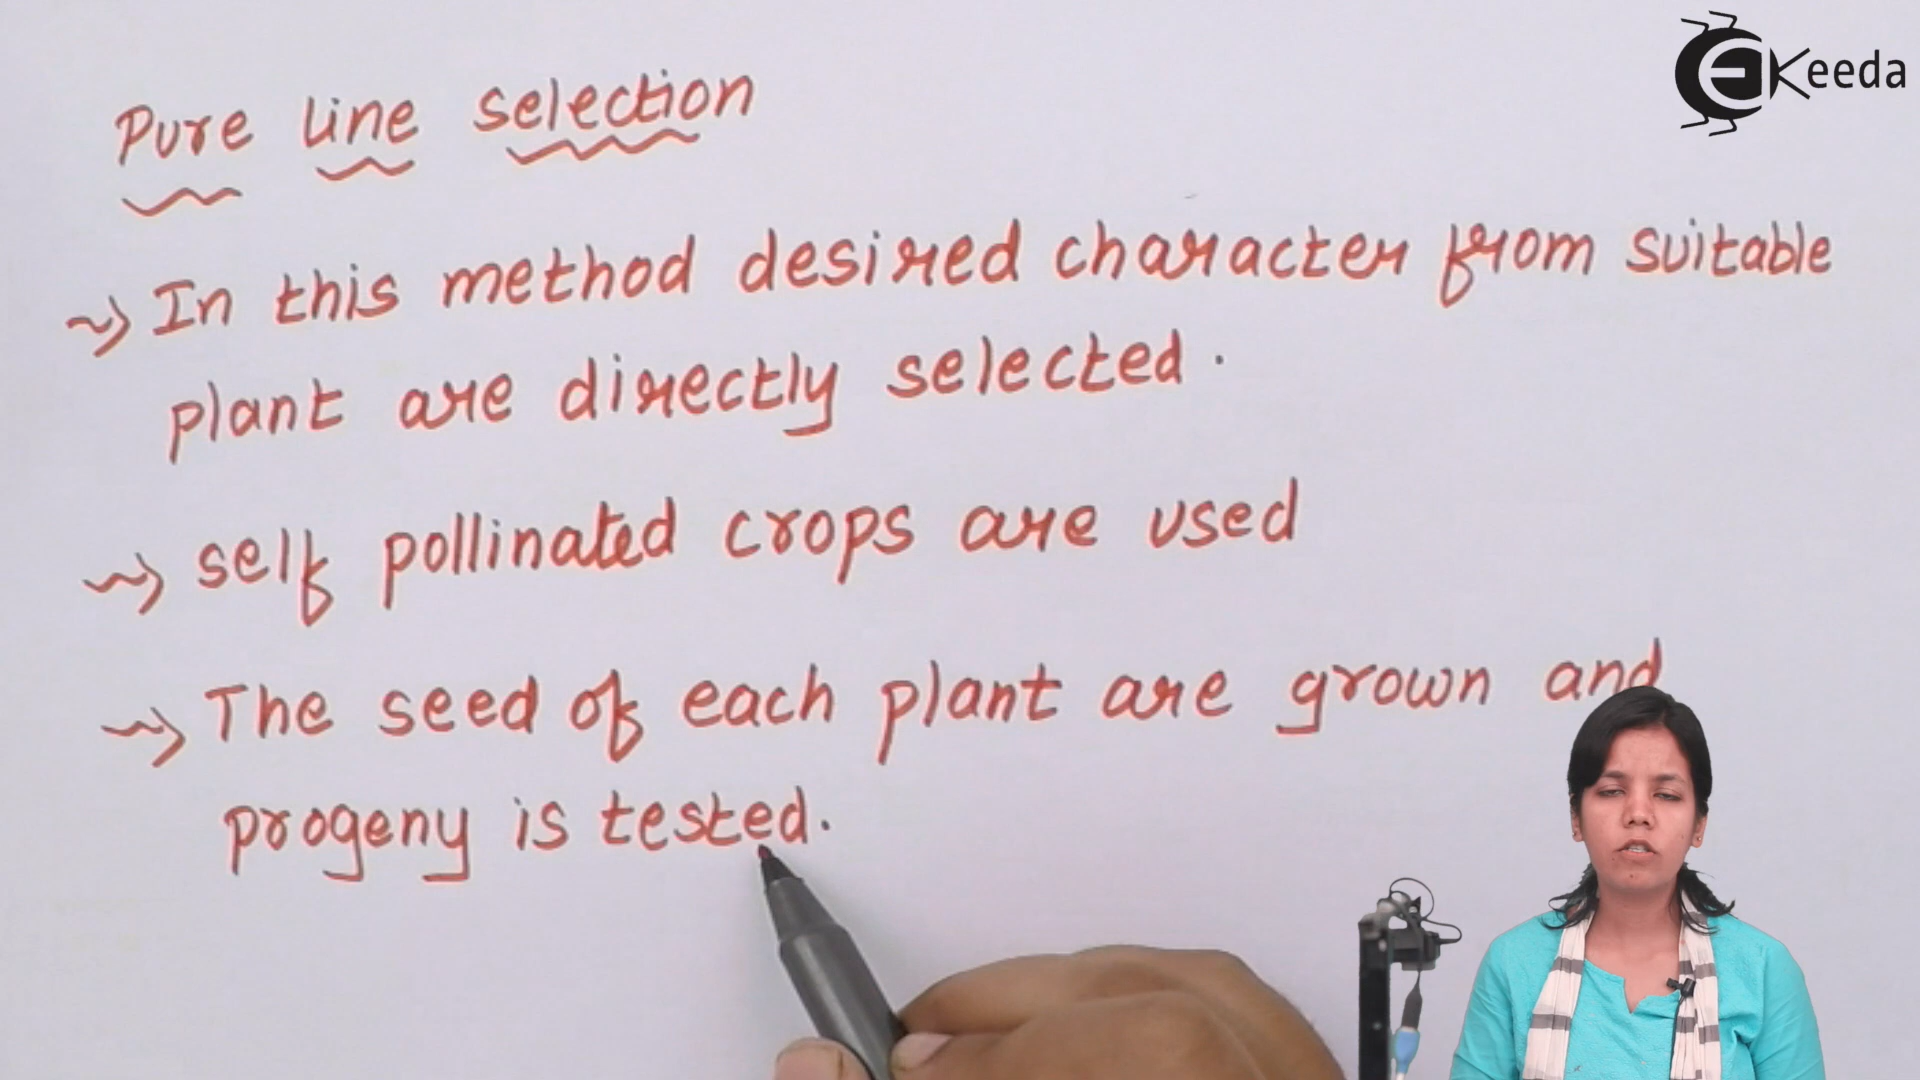 Pure line selection
EKeeda
~> In this method desired character from suitable
plant are directly selected.
~> self pollinated crops are used
~> The seed of each plant are grown and
progeny is tested.